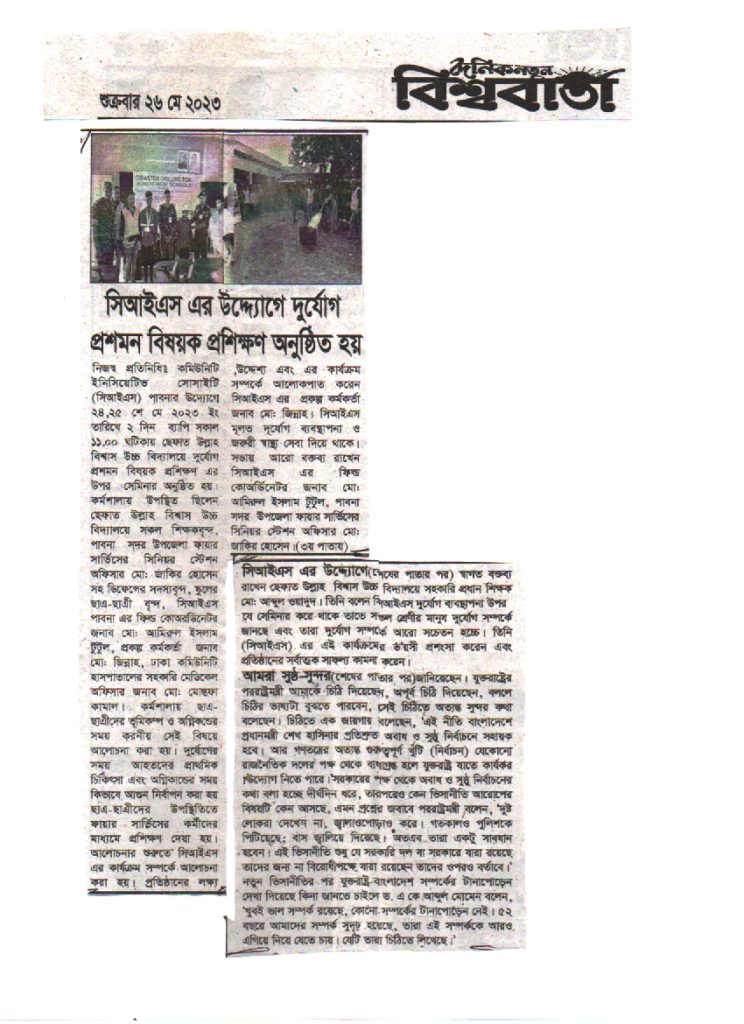 শুক্রবার ২৬ মে ২০২৩
দৈনিক নতুন
বিশ্ববার্তা
DISASTER DRILLING FOR
সিআইএস এর উদ্দ্যোগে দুর্যোগ
প্রশমন বিষয়ক প্রশিক্ষণ অনুষ্ঠিত হয়
নিজস্ব প্রতিনিধিঃ কমিউনিটি
ইনিসিয়েটিভ সোসাইটি
(সিআইএস) পাবনার উদ্যোগে
২৪,২৫ শে মে ২০২৩ ইং
তারিখে ২ দিন ব্যাপি সকাল
১১.০০ ঘটিকায় ছেফাত উল্লাহ
বিশ্বাস উচ্চ বিদ্যালয়ে দুর্যোগ
প্রশমন বিষয়ক প্রশিক্ষণ এর
উপর সেমিনার অনুষ্ঠিত হয়।
কর্মশালায় উপস্থিত ছিলেন
ছেফাত উল্লাহ বিশ্বাস উচ্চ
বিদ্যালয়ে সকল শিক্ষকবৃন্দ,
পাবনা সদর উপজেলা ফায়ার
সার্ভিসের সিনিয়র স্টেশন
অফিসার মো: জাকির হোসেন
সহ ডিফেন্সের সদস্যবৃন্দ, স্কুলের
ছাএ-ছাএী বৃন্দ, সিআইএস
পাবনা এর ফিল্ড কোঅরডিনেটর
জনাব মো: আমিরুল ইসলাম
টুটুল, প্রকল্প কর্মকর্তা জনাব
মো: জিল্লাহ, ঢাকা কমিউনিটি
হাসপাতালের সহকারি মেডিকেল
অফিসার জনাব মো: মোছফা
কামাল। কর্মশালায় ছাএ-
ছাএীদের ভূমিকম্প ও অগ্নিকান্ডের
সময় করনীয় সেই বিষয়ে
আলোচনা করা হয়। দুর্যোগের
সময় আহতদের প্রাথমিক
চিকিৎসা এবং অগ্নিকান্ডের সময়
কিভাবে আগুন নির্বাপন করা হয়
ছাএ-ছাএীদের উপস্থিতিতে
ফায়ার সার্ভিসের কর্মীদের
মাধ্যমে প্রশিক্ষণ দেয়া হয়।
আলোচনার শুরুতে সিআইএস
এর কার্যক্রম সম্পর্কে আলোচনা
করা হয়। প্রতিষ্ঠানের লক্ষ্য
,উদ্দেশ্য এবং এর কার্যক্রম
সম্পর্কে আলোকপাত করেন
সিআইএস এর প্রকল্প কর্মকর্তা
জনাব মো: জিল্লাহ। সিআইএস
মূলত দুর্যোগ ব্যবস্থাপনা ও
জরুরী স্বাস্থ্য সেবা দিয়ে থাকে।
সভায় আরো বক্তব্য রাখেন
সিআইএস এর ফিল্ড
কোঅর্ডিনেটর জনাব মো:
আমিরুল ইসলাম টুটুল, পাবনা
সদর উপজেলা ফায়ার সার্ভিসের
সিনিয়র স্টেশন অফিসার মো:
জাকির হোসেন।(৩য় পাতায়)
সিআইএস এর উদ্দ্যোগে(শেষের পাতার পর) স্বাগত বক্তব্য
রাখেন ছেফাত উল্লাহ বিশ্বাস উচ্চ বিদ্যালয়ে সহকারি প্রধান শিক্ষক
মো: আব্দুল ওয়াদুদ। তিনি বলেন সিআইএস দুর্যোগ ব্যবস্থাপনা উপর
যে সেমিনার করে থাকে তাতে সকল শ্রেণীর মানুষ দুর্যোগ সম্পর্কে
জানছে এবং তারা দুর্যোগ সম্পর্কে আরো সচেতন হচ্ছে। তিনি
(সিআইএস) এর এই কার্যক্রমের ভূয়সী প্রশংসা করেন এবং
প্রতিষ্ঠানের সর্বাত্মক সাফল্য কামনা করেন।
আমরা সুষ্ঠ-সুন্দর(শেষের পাতার পর)জানিয়েছেন। যুক্তরাষ্ট্রের
পররাষ্ট্রমন্ত্রী আমাকে চিঠি দিয়েছেন, অপূর্ব চিঠি দিয়েছেন, বললে
চিঠির ভাষাটা বুঝতে পারবেন, সেই চিঠিতে অত্যন্ত সুন্দর কথা
বলেছেন। চিঠিতে এক জায়গায় বলেছেন, 'এই নীতি বাংলাদেশে
প্রধানমন্ত্রী শেখ হাসিনার প্রতিশ্রুত অবাধ ও সুষ্ঠু নির্বাচনে সহায়ক
হবে। আর গণতন্ত্রের অত্যন্ত গুরুত্বপূর্ণ খুঁটি (নির্বাচন) যেকোনো
রাজনৈতিক দলের পক্ষ থেকে বাধাগ্রস্ত হলে যুক্তরাষ্ট্র যাতে কার্যকর
উদ্যোগ নিতে পারে।'সরকারের পক্ষ থেকে অবাধ ও সুষ্ঠু নির্বাচনের
কথা বলা হচ্ছে দীর্ঘদিন ধরে, তারপরেও কেন ভিসানীতি আরোপের
বিষয়টি কেন আসছে, এমন প্রশ্নের জবাবে পররাষ্ট্রমন্ত্রী বলেন, 'দুষ্ট
লোকরা দেখেন না, জ্বালাওপোড়াও করে। গতকালও পুলিশকে
পিটিয়েছে; বাস জ্বালিয়ে দিয়েছে। অতএব তারা একটু সাবধান
হবেন। এই ভিসানীতি শুধু যে সরকারি দল বা সরকারে যারা রয়েছে
তাদের জন্য না বিরোধীপক্ষে যারা রয়েছেন তাদের ওপরও বর্তাবে।'
নতুন ভিসানীতির পর যুক্তরাষ্ট্র-বাংলাদেশ সম্পর্কের টানাপোড়েন
দেখা দিয়েছে কিনা জানতে চাইলে ড. এ কে আব্দুল মোমেন বলেন,
'খুবই ভাল সম্পর্ক রয়েছে, কোনো সম্পর্কের টানাপোড়েন নেই। ৫২
বছরে আমাদের সম্পর্ক সুদৃঢ় হয়েছে, তারা এই সম্পর্ককে আরও
এগিয়ে নিয়ে যেতে চায়। যেটি তারা চিঠিতে লিখেছে।'